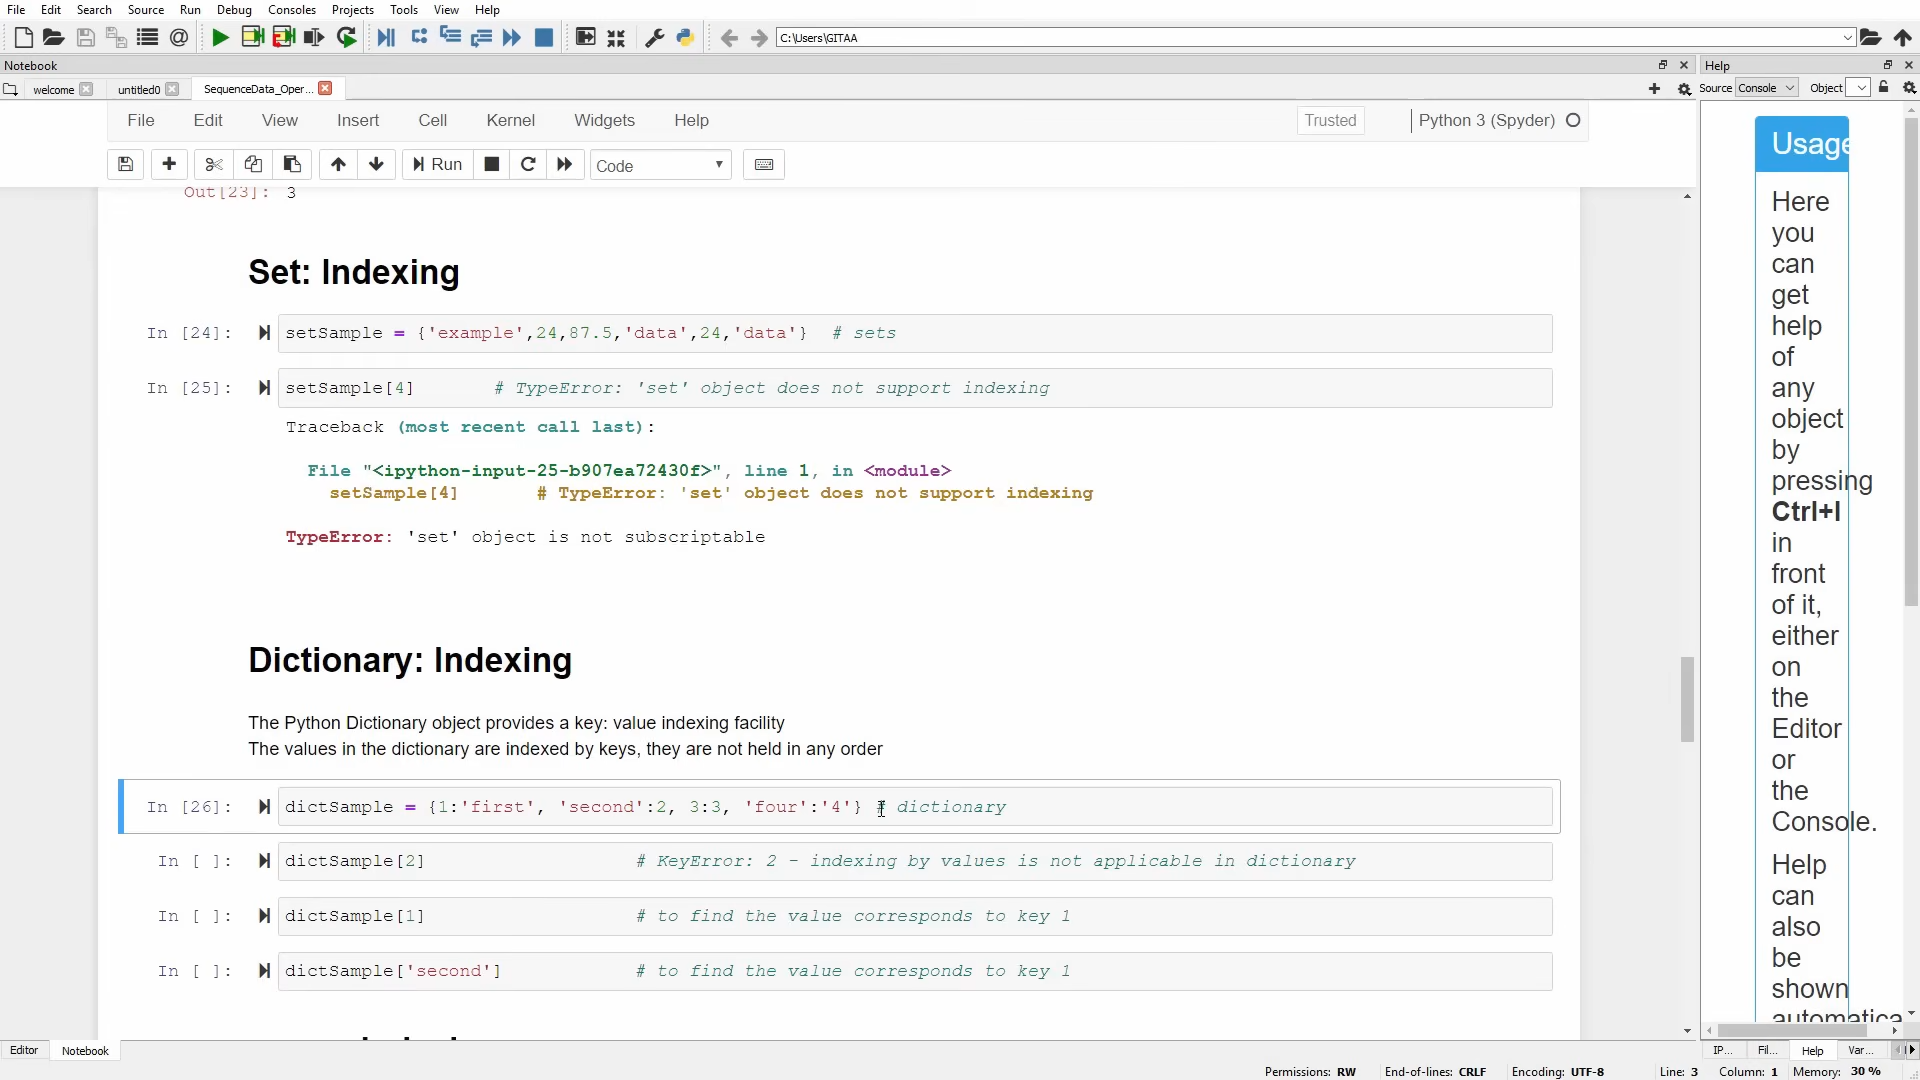 File Edit Search Source Run Debug Consoles Projects Tools View Help
C:\Users\GITAA
Notebook
Help
welcome untitled0 SequenceData_Oper...
Source Console Object
File Edit View Insert Cell Kernel Widgets Help Trusted Python 3 (Spyder)
Run Code
Out[23]: 3
Set: Indexing
In [24]: setSample = {'example',24,87.5,'data',24,'data'} # sets
In [25]: setSample[4] # TypeError: 'set' object does not support indexing
Traceback (most recent call last):
File "<ipython-input-25-b907ea72430f>", line 1, in <module>
setSample[4] # TypeError: 'set' object does not support indexing
TypeError: 'set' object is not subscriptable
Dictionary: Indexing
The Python Dictionary object provides a key: value indexing facility
The values in the dictionary are indexed by keys, they are not held in any order
In [26]: dictSample = {1:'first', 'second':2, 3:3, 'four':'4'} # dictionary
In [ ]: dictSample[2] # KeyError: 2 - indexing by values is not applicable in dictionary
In [ ]: dictSample[1] # to find the value corresponds to key 1
In [ ]: dictSample['second'] # to find the value corresponds to key 1
Usage
Here
you
can
get
help
of
any
object
by
pressing
Ctrl+I
in
front
of it,
either
on
the
Editor
or
the
Console.
Help
can
also
be
shown
automatica
Editor Notebook
IP... Fil... Help Var...
Permissions: RW End-of-lines: CRLF Encoding: UTF-8 Line: 3 Column: 1 Memory: 30 %